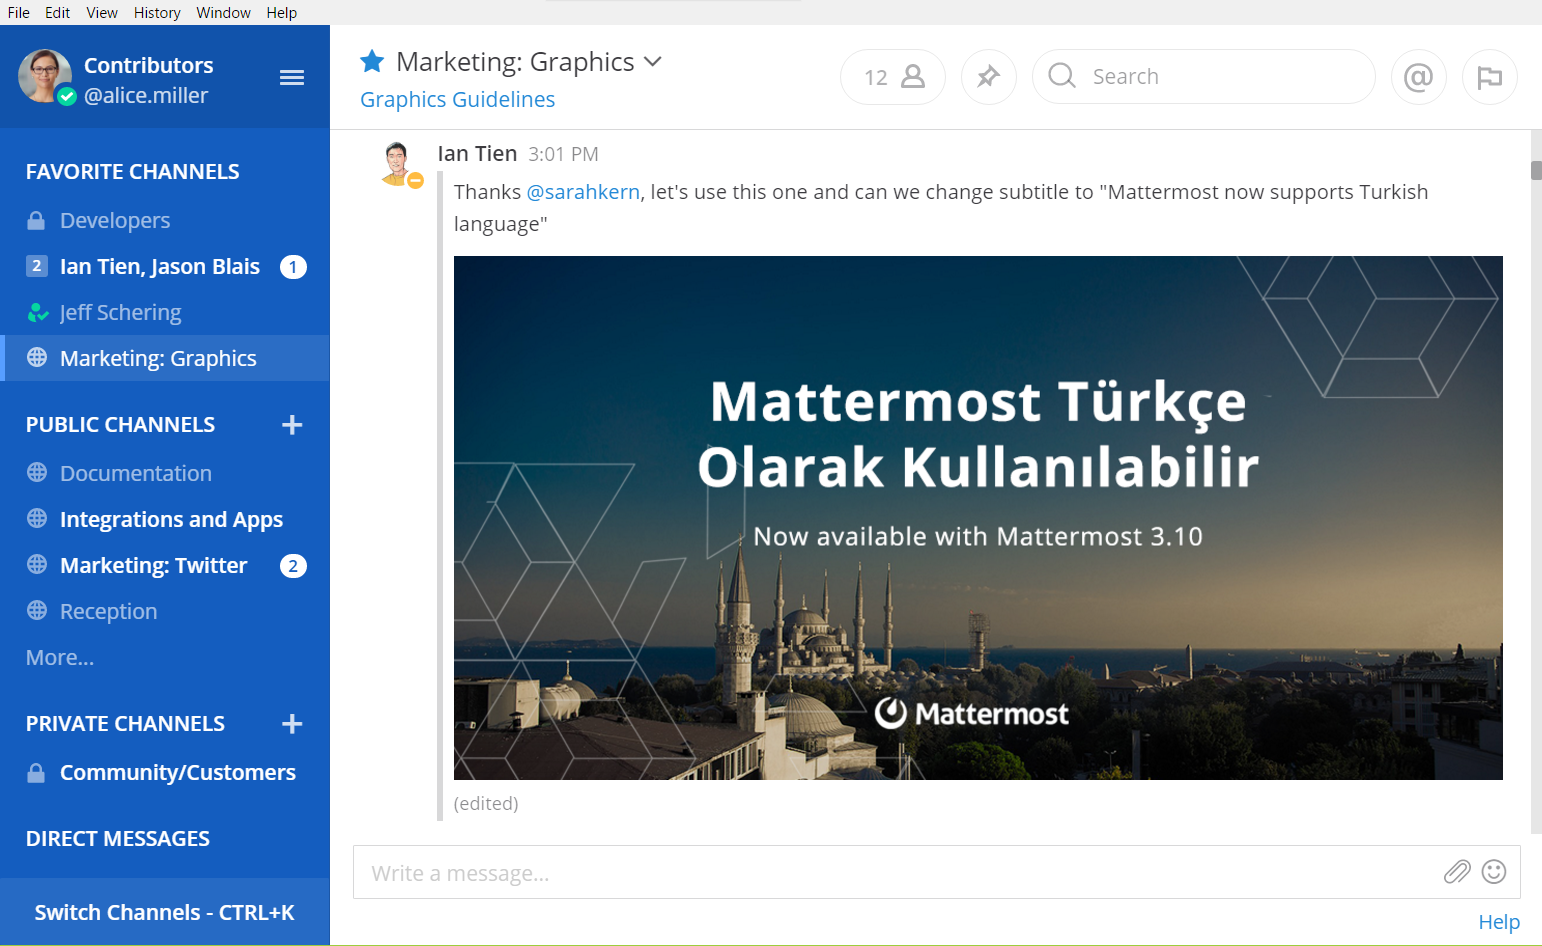 File Edit View History Window Help
Contributors
@alice.miller
FAVORITE CHANNELS
Developers
2 Ian Tien, Jason Blais 1
Jeff Schering
Marketing: Graphics
PUBLIC CHANNELS +
Documentation
Integrations and Apps
Marketing: Twitter 2
Reception
More...
PRIVATE CHANNELS +
Community/Customers
DIRECT MESSAGES
Switch Channels - CTRL+K
Marketing: Graphics
Graphics Guidelines
12
Search
@
Ian Tien 3:01 PM
Thanks @sarahkern, let's use this one and can we change subtitle to "Mattermost now supports Turkish
language"
Mattermost Türkçe
Olarak Kullanılabilir
Now available with Mattermost 3.10
Mattermost
(edited)
Write a message...
Help